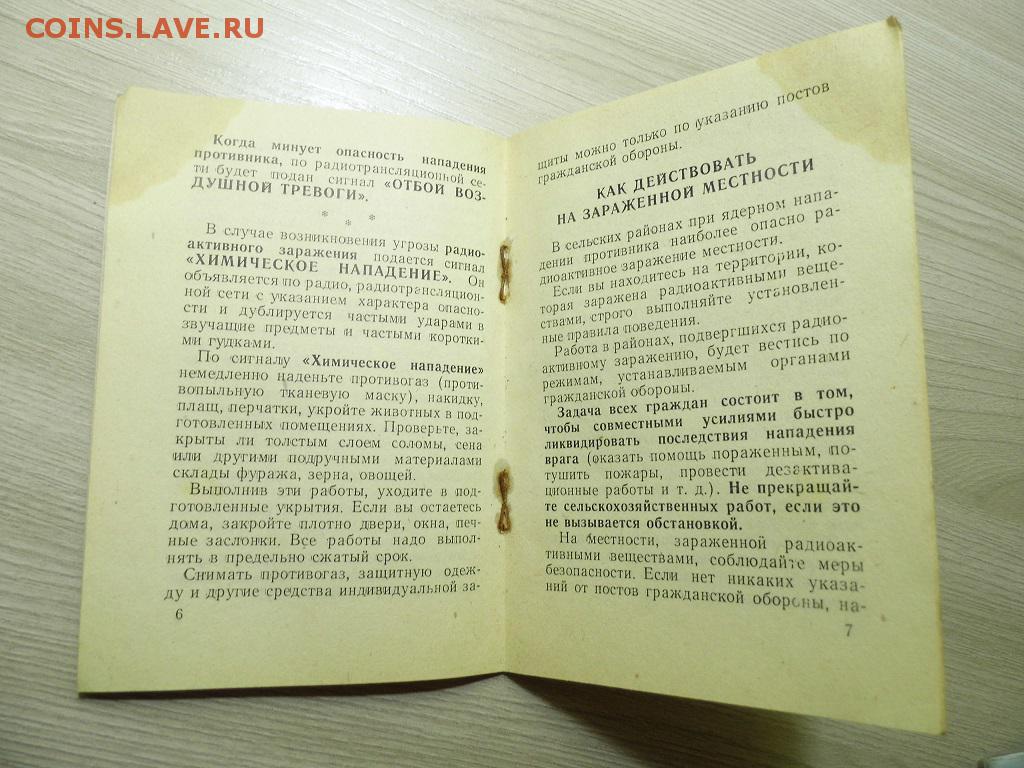 COINS.LAVE.RU
Когда минует опасность нападения
противника, по радиотрансляционной се-
ти будет подан сигнал «ОТБОЙ ВОЗ-
ДУШНОЙ ТРЕВОГИ».
* * *
В случае возникновения угрозы радио-
активного заражения подается сигнал
«ХИМИЧЕСКОЕ НАПАДЕНИЕ». Он
объявляется по радио, радиотрансляцион-
ной сети с указанием характера опасно-
сти и дублируется частыми ударами в
звучащие предметы и частыми коротки-
ми гудками.
По сигналу «Химическое нападение»
немедленно наденьте противогаз (проти-
вопыльную тканевую маску), накидку,
плащ, перчатки, укройте животных в под-
готовленных помещениях. Проверьте, за-
крыты ли толстым слоем соломы, сена
или другими подручными материалами
склады фуража, зерна, овощей.
Выполнив эти работы, уходите в под-
готовленные укрытия. Если вы остаетесь
дома, закройте плотно двери, окна, печ-
ные заслонки. Все работы надо выпол-
нять в предельно сжатый срок.
Снимать противогаз, защитную одеж-
ду и другие средства индивидуальной за-
6
щиты можно только по указанию постов
гражданской обороны.
КАК ДЕЙСТВОВАТЬ
НА ЗАРАЖЕННОЙ МЕСТНОСТИ
В сельских районах при ядерном напа-
дении противника наиболее опасно ра-
диоактивное заражение местности.
Если вы находитесь на территории, ко-
торая заражена радиоактивными веще-
ствами, строго выполняйте установлен-
ные правила поведения.
Работа в районах, подвергшихся радио-
активному заражению, будет вестись по
режимам, устанавливаемым органами
гражданской обороны.
Задача всех граждан состоит в том,
чтобы совместными усилиями быстро
ликвидировать последствия нападения
врага (оказать помощь пораженным, по-
тушить пожары, провести дезактива-
ционные работы и т. д.). Не прекращай-
те сельскохозяйственных работ, если это
не вызывается обстановкой.
На местности, зараженной радиоак-
тивными веществами, соблюдайте меры
безопасности. Если нет никаких указа-
ний от постов гражданской обороны, на-
7